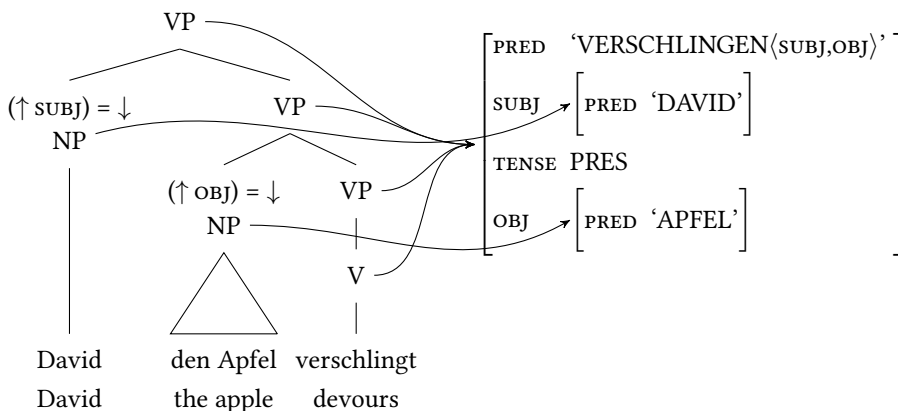 VP
PRED ‘VERSCHLINGEN⟨SUBJ,OBJ⟩’
(↑ SUBJ) = ↓
NP
VP
SUBJ [PRED ‘DAVID’]
TENSE PRES
(↑ OBJ) = ↓
NP
VP
OBJ [PRED ‘APFEL’]
V
David den Apfel verschlingt
David the apple devours